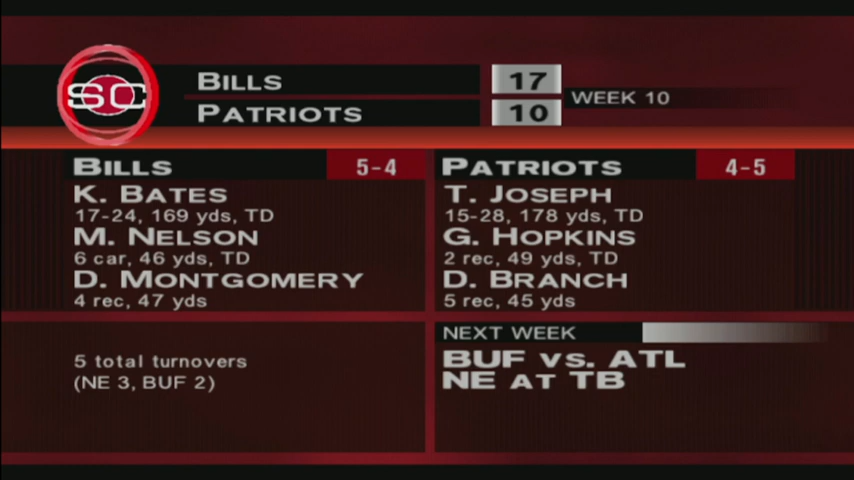 SC
BILLS 17
PATRIOTS 10
WEEK 10
BILLS 5-4
K. BATES
17-24, 169 yds, TD
M. NELSON
6 car, 46 yds, TD
D. MONTGOMERY
4 rec, 47 yds
PATRIOTS 4-5
T. JOSEPH
15-28, 178 yds, TD
G. HOPKINS
2 rec, 49 yds, TD
D. BRANCH
5 rec, 45 yds
5 total turnovers
(NE 3, BUF 2)
NEXT WEEK
BUF VS. ATL
NE AT TB